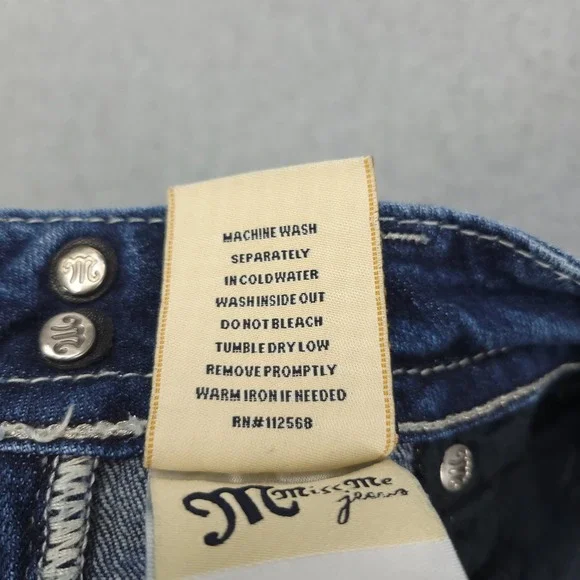 MACHINE WASH
SEPARATELY
IN COLD WATER
WASH INSIDE OUT
DO NOT BLEACH
TUMBLE DRY LOW
REMOVE PROMPTLY
WARM IRON IF NEEDED
RN#112568
M Miss Me
jeans
M
M
M